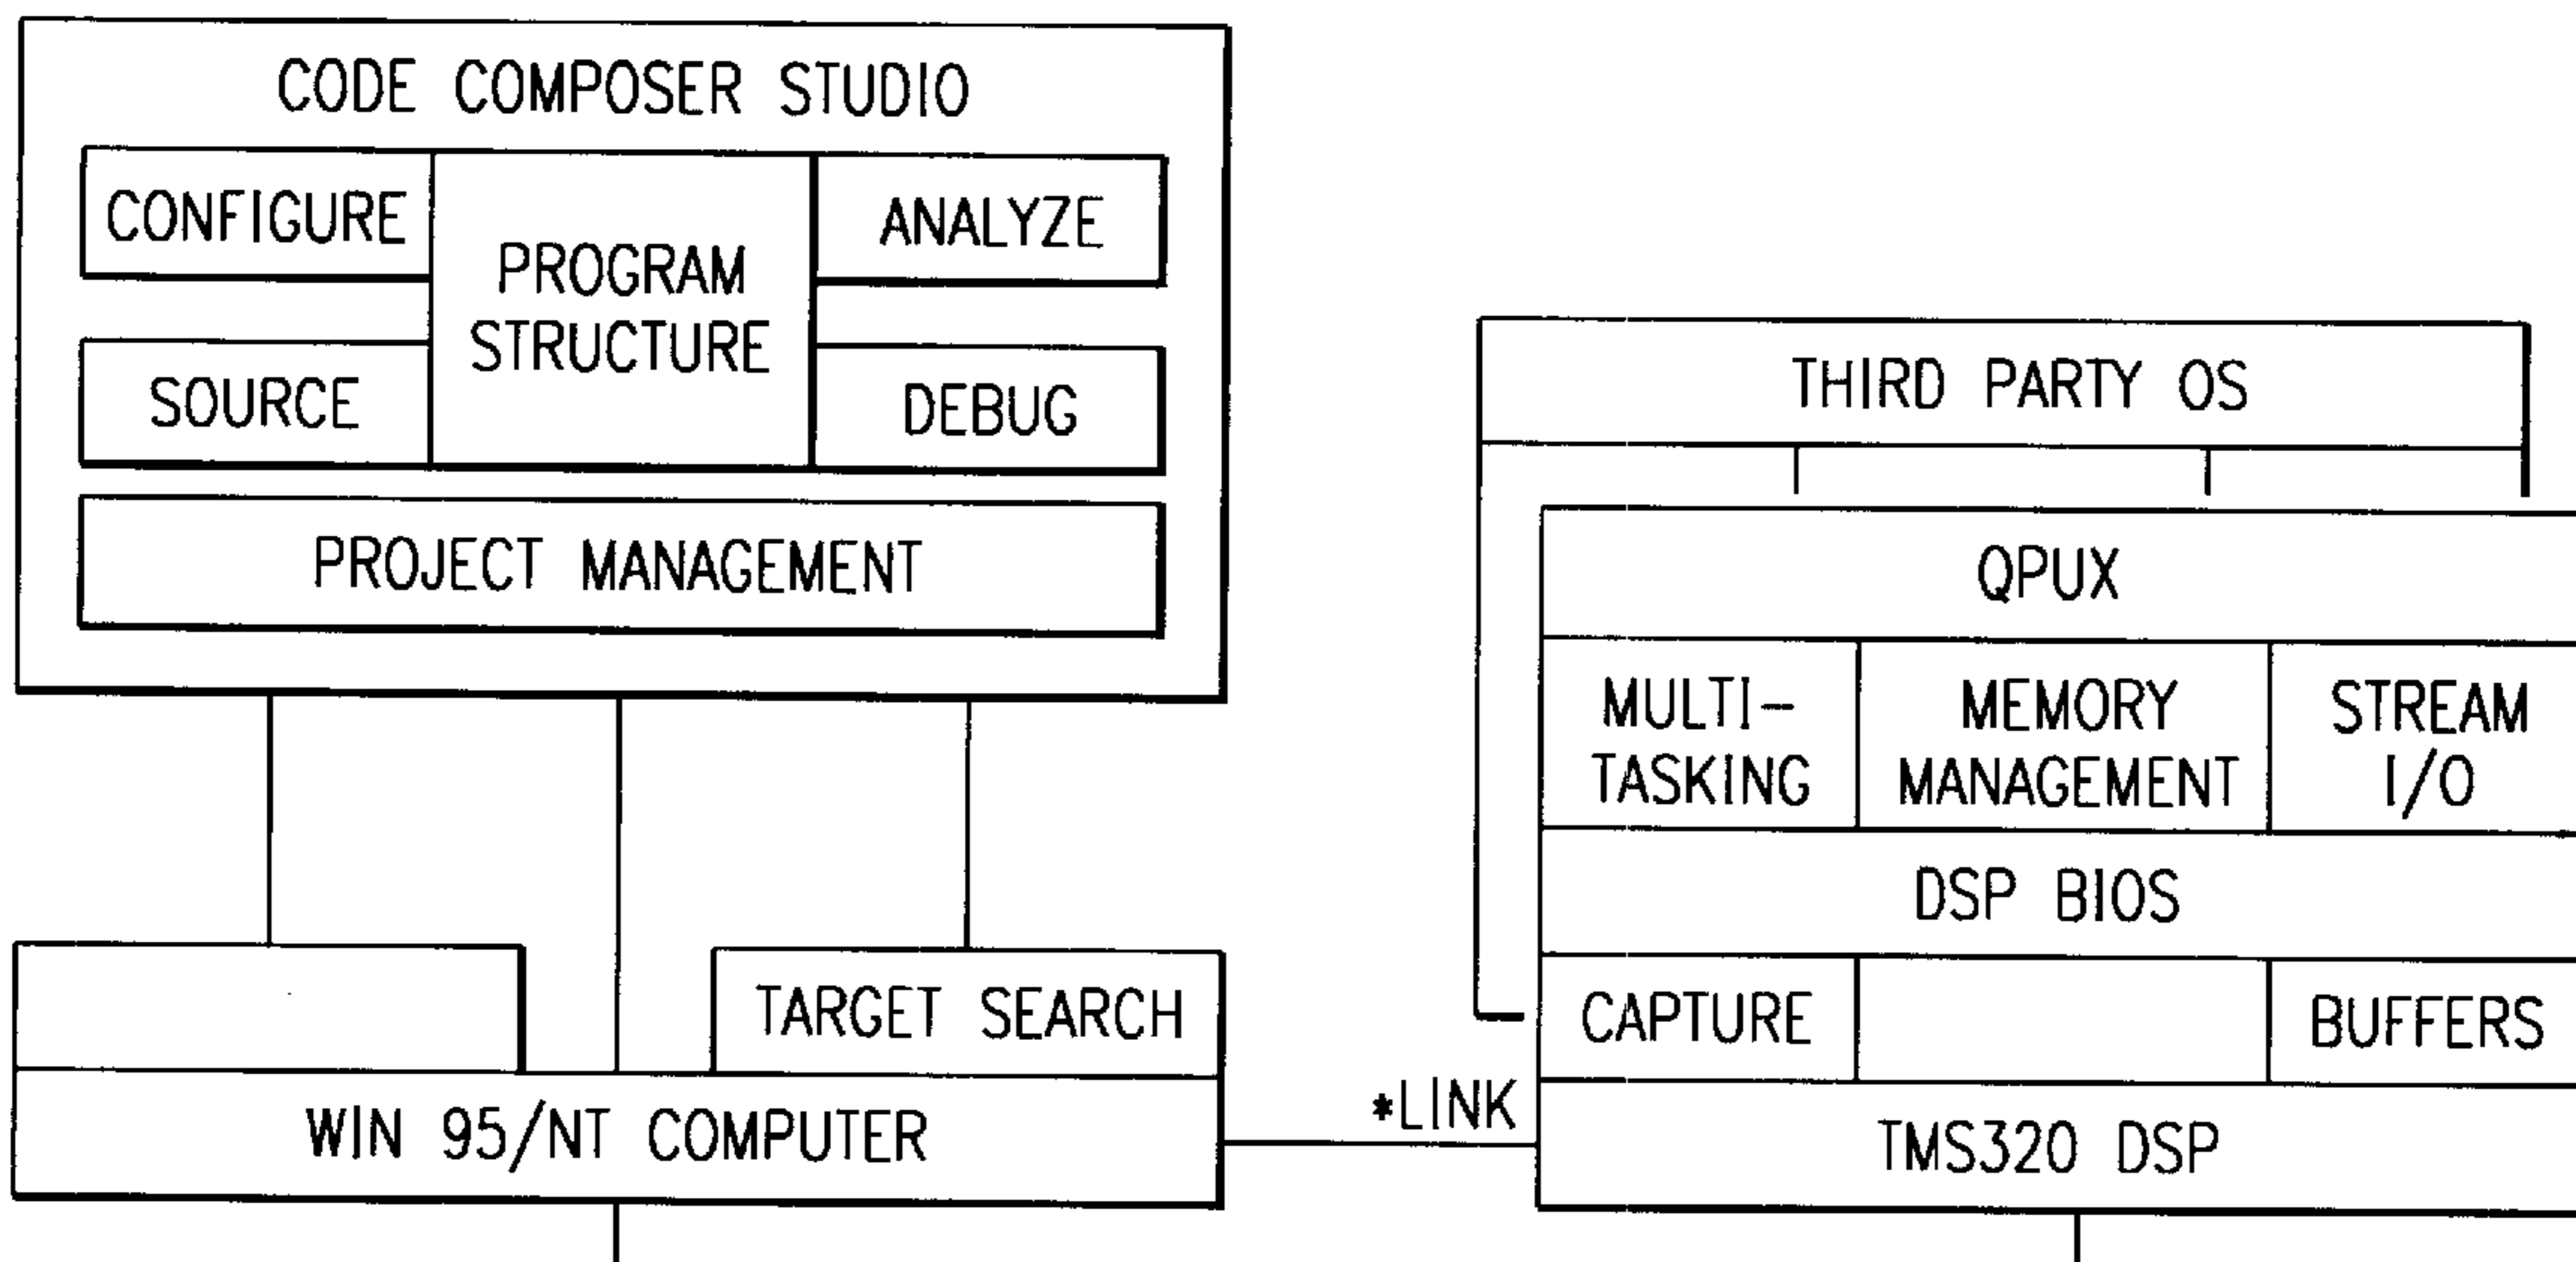 CODE COMPOSER STUDIO
CONFIGURE
PROGRAM
STRUCTURE
ANALYZE
SOURCE
DEBUG
PROJECT MANAGEMENT
TARGET SEARCH
WIN 95/NT COMPUTER
*LINK
THIRD PARTY OS
QPUX
MULTI-
TASKING
MEMORY
MANAGEMENT
STREAM
I/O
DSP BIOS
CAPTURE
BUFFERS
TMS320 DSP